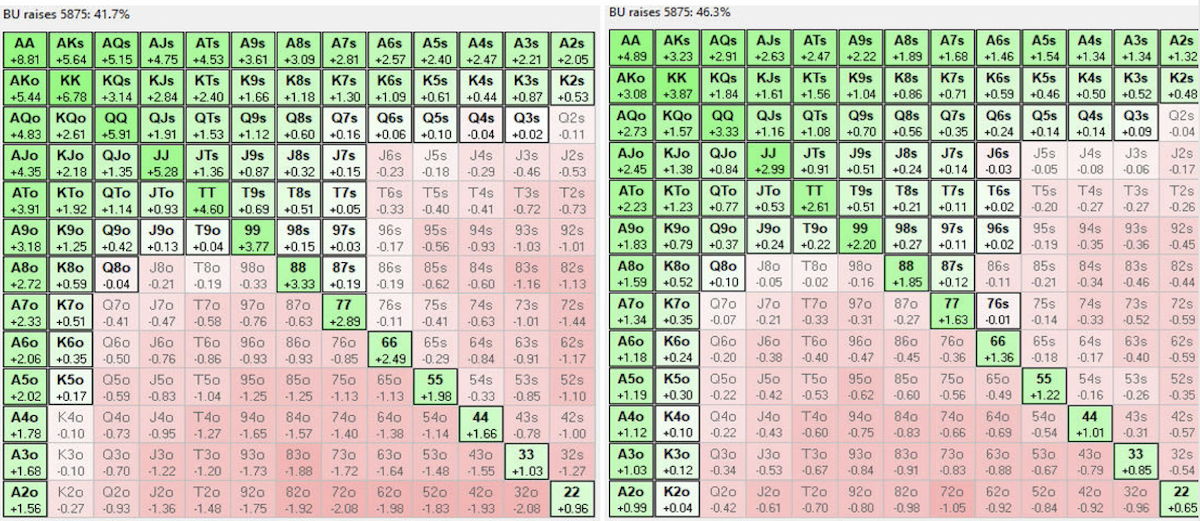 BU raises 5875: 41.7%
AA AKs AQs AJs ATs A9s A8s A7s A6s A5s A4s A3s A2s
+8.81 +5.64 +5.15 +4.75 +4.53 +3.61 +3.09 +2.81 +2.57 +2.40 +2.47 +2.21 +2.05
AKo KK KQs KJs KTs K9s K8s K7s K6s K5s K4s K3s K2s
+5.44 +6.78 +3.14 +2.84 +2.40 +1.66 +1.18 +1.30 +1.09 +0.61 +0.44 +0.87 +0.53
AQo KQo QQ QJs QTs Q9s Q8s Q7s Q6s Q5s Q4s Q3s Q2s
+4.83 +2.61 +5.91 +1.91 +1.53 +1.12 +0.60 +0.16 +0.06 +0.10 -0.04 +0.02 -0.11
AJo KJo QJo JJ JTs J9s J8s J7s J6s J5s J4s J3s J2s
+4.35 +2.18 +1.35 +5.28 +1.36 +0.87 +0.32 +0.15 -0.23 -0.18 -0.29 -0.46 -0.53
ATo KTo QTo JTo TT T9s T8s T7s T6s T5s T4s T3s T2s
+3.91 +1.92 +1.14 +0.93 +4.60 +0.69 +0.51 +0.05 -0.33 -0.40 -0.41 -0.72 -0.73
A9o K9o Q9o J9o T9o 99 98s 97s 96s 95s 94s 93s 92s
+3.18 +1.25 +0.42 +0.13 +0.04 +3.77 +0.15 +0.03 -0.17 -0.56 -0.93 -1.03 -1.01
A8o K8o Q8o J8o T8o 98o 88 87s 86s 85s 84s 83s 82s
+2.72 +0.59 -0.04 -0.21 -0.19 -0.33 +3.33 +0.19 -0.19 -0.62 -0.60 -1.16 -1.13
A7o K7o Q7o J7o T7o 97o 87o 77 76s 75s 74s 73s 72s
+2.33 +0.51 -0.41 -0.47 -0.58 -0.76 -0.63 +2.89 -0.11 -0.41 -0.63 -1.01 -1.44
A6o K6o Q6o J6o T6o 96o 86o 76o 66 65s 64s 63s 62s
+2.06 +0.35 -0.50 -0.76 -0.86 -0.93 -0.93 -0.85 +2.49 -0.29 -0.84 -0.91 -1.17
A5o K5o Q5o J5o T5o 95o 85o 75o 65o 55 54s 53s 52s
+2.02 +0.17 -0.59 -0.83 -1.04 -1.25 -1.25 -1.13 -1.13 +1.98 -0.33 -0.85 -1.10
A4o K4o Q4o J4o T4o 94o 84o 74o 64o 54o 44 43s 42s
+1.78 -0.10 -0.73 -0.95 -1.27 -1.65 -1.57 -1.40 -1.38 -1.14 +1.66 -0.78 -1.00
A3o K3o Q3o J3o T3o 93o 83o 73o 63o 53o 43o 33 32s
+1.68 -0.10 -0.70 -1.22 -1.20 -1.73 -1.88 -1.72 -1.64 -1.48 -1.55 +1.03 -1.27
A2o K2o Q2o J2o T2o 92o 82o 72o 62o 52o 42o 32o 22
+1.56 -0.27 -0.93 -1.36 -1.48 -1.75 -1.92 -2.08 -1.98 -1.83 -1.93 -2.08 +0.96
BU raises 5875: 46.3%
AA AKs AQs AJs ATs A9s A8s A7s A6s A5s A4s A3s A2s
+4.89 +3.23 +2.91 +2.63 +2.47 +2.22 +1.89 +1.68 +1.46 +1.54 +1.34 +1.34 +1.32
AKo KK KQs KJs KTs K9s K8s K7s K6s K5s K4s K3s K2s
+3.08 +3.87 +1.84 +1.61 +1.56 +1.04 +0.86 +0.71 +0.59 +0.46 +0.50 +0.52 +0.48
AQo KQo QQ QJs QTs Q9s Q8s Q7s Q6s Q5s Q4s Q3s Q2s
+2.73 +1.57 +3.33 +1.16 +1.08 +0.70 +0.56 +0.35 +0.24 +0.14 +0.14 +0.09 -0.04
AJo KJo QJo JJ JTs J9s J8s J7s J6s J5s J4s J3s J2s
+2.45 +1.38 +0.84 +2.99 +0.91 +0.51 +0.24 +0.14 -0.03 -0.05 -0.08 -0.06 -0.17
ATo KTo QTo JTo TT T9s T8s T7s T6s T5s T4s T3s T2s
+2.23 +1.23 +0.77 +0.53 +2.61 +0.51 +0.21 +0.11 +0.02 -0.20 -0.27 -0.27 -0.26
A9o K9o Q9o J9o T9o 99 98s 97s 96s 95s 94s 93s 92s
+1.83 +0.79 +0.37 +0.24 +0.22 +2.20 +0.27 +0.11 +0.02 -0.19 -0.35 -0.36 -0.45
A8o K8o Q8o J8o T8o 98o 88 87s 86s 85s 84s 83s 82s
+1.59 +0.52 +0.10 -0.05 -0.02 -0.16 +1.85 +0.12 -0.11 -0.21 -0.34 -0.46 -0.44
A7o K7o Q7o J7o T7o 97o 87o 77 76s 75s 74s 73s 72s
+1.34 +0.35 -0.07 -0.21 -0.33 -0.31 -0.27 +1.63 -0.01 -0.14 -0.33 -0.52 -0.59
A6o K6o Q6o J6o T6o 96o 86o 76o 66 65s 64s 63s 62s
+1.18 +0.24 -0.20 -0.38 -0.40 -0.47 -0.45 -0.36 +1.36 -0.18 -0.17 -0.40 -0.59
A5o K5o Q5o J5o T5o 95o 85o 75o 65o 55 54s 53s 52s
+1.19 +0.30 -0.22 -0.42 -0.53 -0.62 -0.60 -0.56 -0.49 +1.22 -0.16 -0.26 -0.35
A4o K4o Q4o J4o T4o 94o 84o 74o 64o 54o 44 43s 42s
+1.12 +0.10 -0.22 -0.43 -0.60 -0.75 -0.83 -0.66 -0.69 -0.54 +1.01 -0.31 -0.57
A3o K3o Q3o J3o T3o 93o 83o 73o 63o 53o 43o 33 32s
+1.03 +0.12 -0.34 -0.53 -0.67 -0.84 -0.91 -0.83 -0.88 -0.67 -0.79 +0.85 -0.54
A2o K2o Q2o J2o T2o 92o 82o 72o 62o 52o 42o 32o 22
+0.99 +0.04 -0.42 -0.61 -0.70 -0.80 -0.98 -1.05 -0.92 -0.84 -0.92 -0.96 +0.65